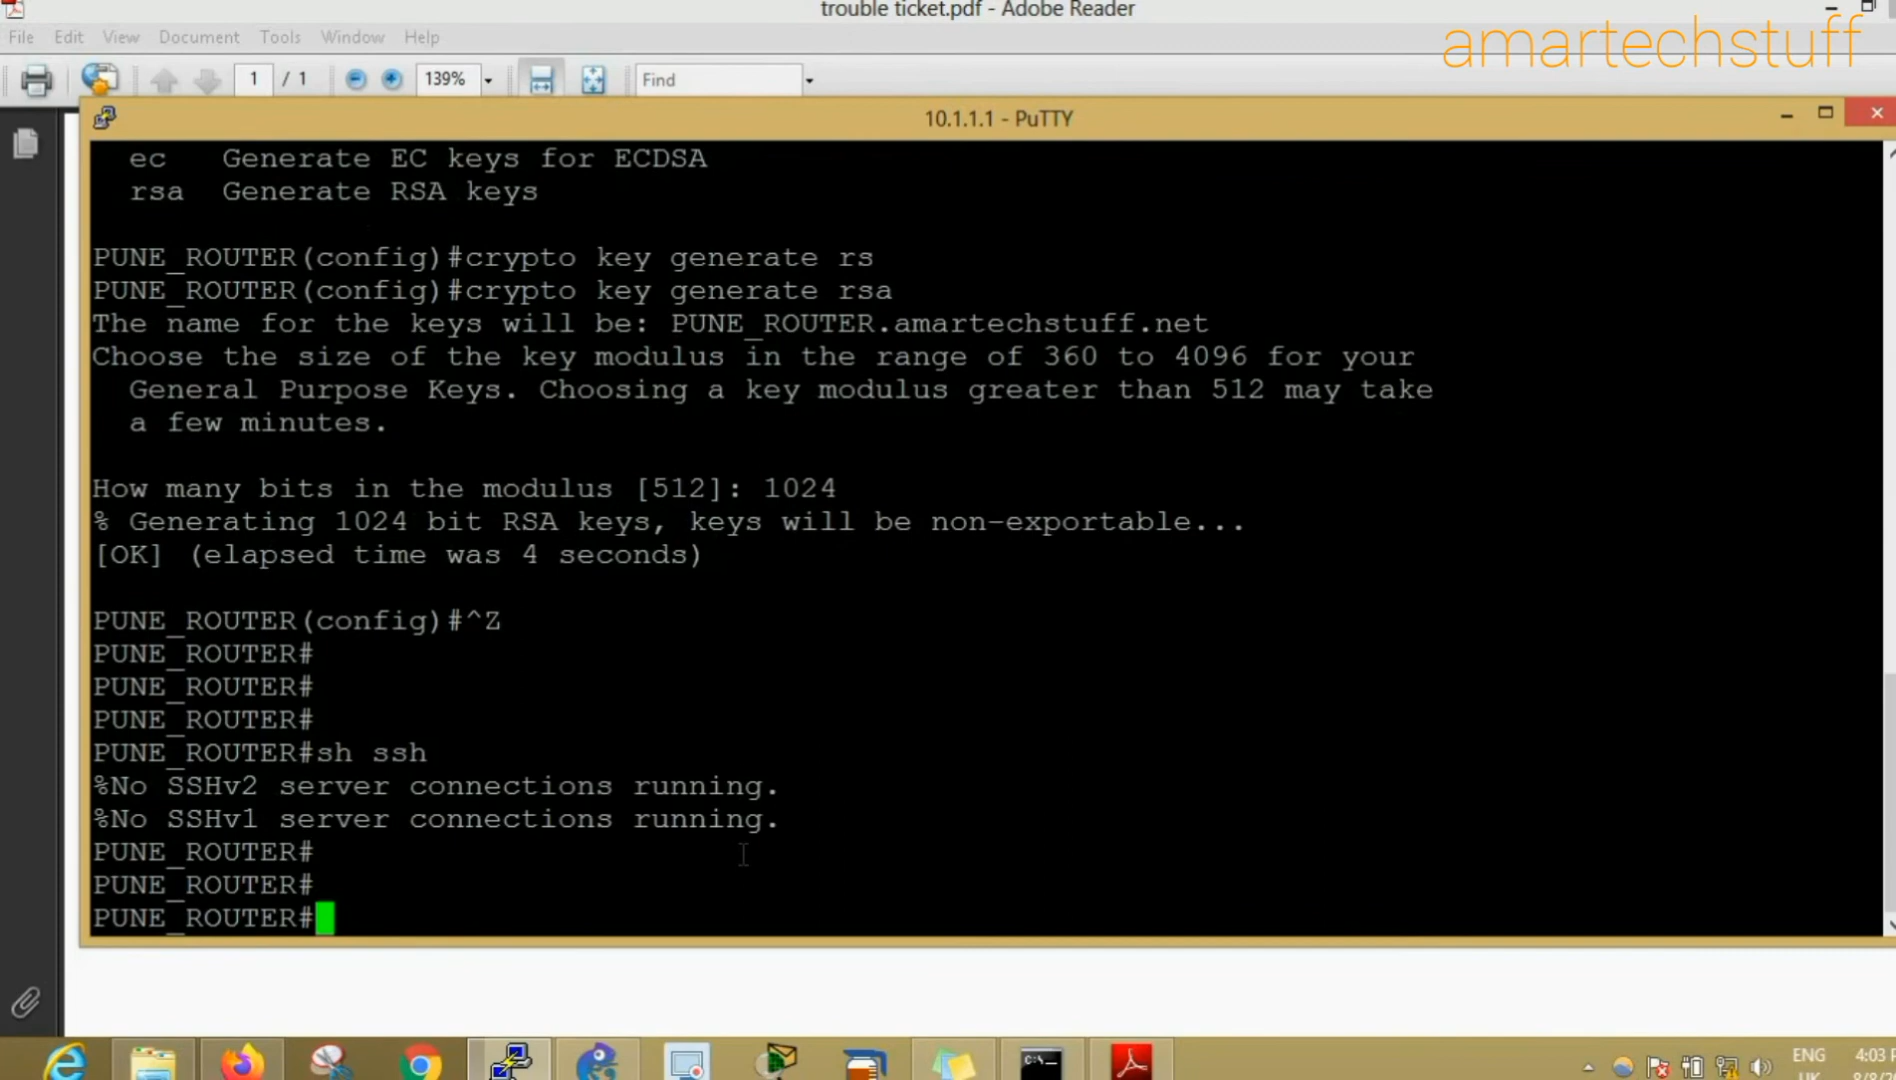 trouble ticket.pdf - Adobe Reader
amartechstuff
File Edit View Document Tools Window Help
1 / 1 139% Find
10.1.1.1 - PuTTY
ec Generate EC keys for ECDSA
rsa Generate RSA keys
PUNE_ROUTER(config)#crypto key generate rs
PUNE_ROUTER(config)#crypto key generate rsa
The name for the keys will be: PUNE_ROUTER.amartechstuff.net
Choose the size of the key modulus in the range of 360 to 4096 for your
General Purpose Keys. Choosing a key modulus greater than 512 may take
a few minutes.
How many bits in the modulus [512]: 1024
% Generating 1024 bit RSA keys, keys will be non-exportable...
[OK] (elapsed time was 4 seconds)
PUNE_ROUTER(config)#^Z
PUNE_ROUTER#
PUNE_ROUTER#
PUNE_ROUTER#
PUNE_ROUTER#sh ssh
%No SSHv2 server connections running.
%No SSHv1 server connections running.
PUNE_ROUTER#
PUNE_ROUTER#
PUNE_ROUTER#
ENG 4:03